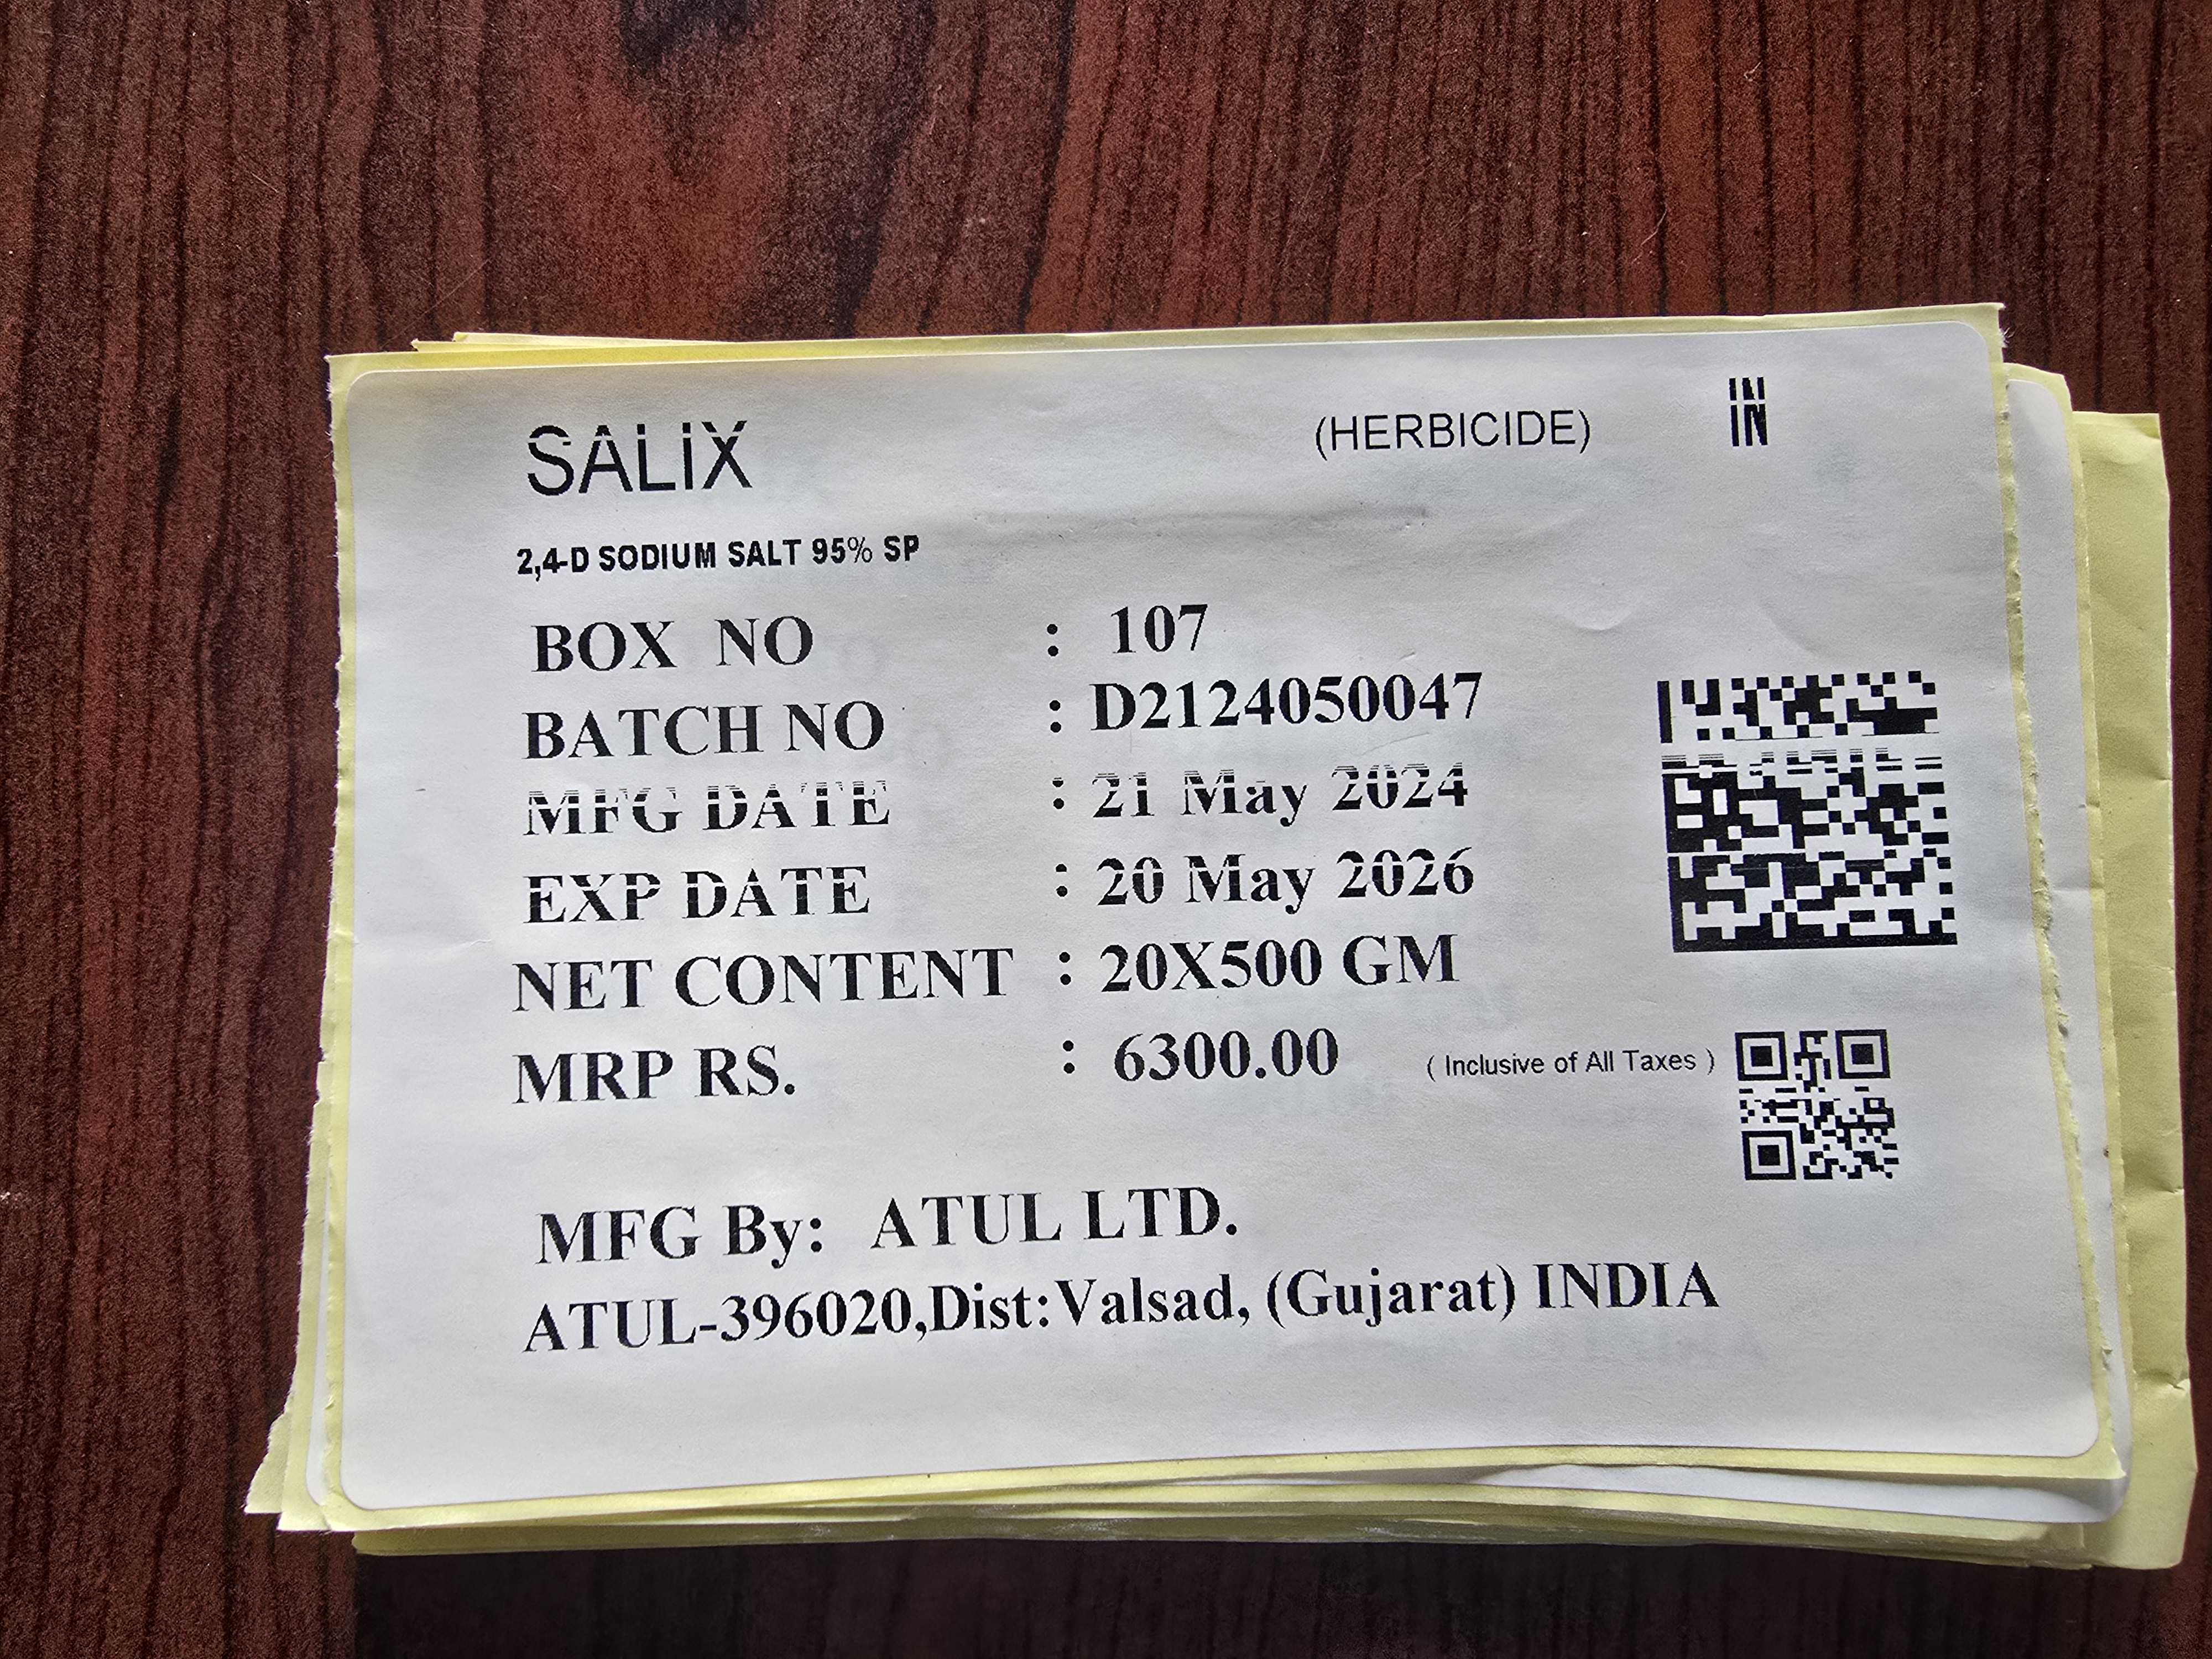 SALIX (HERBICIDE) IN
2,4-D SODIUM SALT 95% SP
BOX NO : 107
BATCH NO : D2124050047
MFG DATE : 21 May 2024
EXP DATE : 20 May 2026
NET CONTENT : 20X500 GM
MRP RS. : 6300.00 ( Inclusive of All Taxes )
MFG By: ATUL LTD.
ATUL-396020,Dist:Valsad, (Gujarat) INDIA